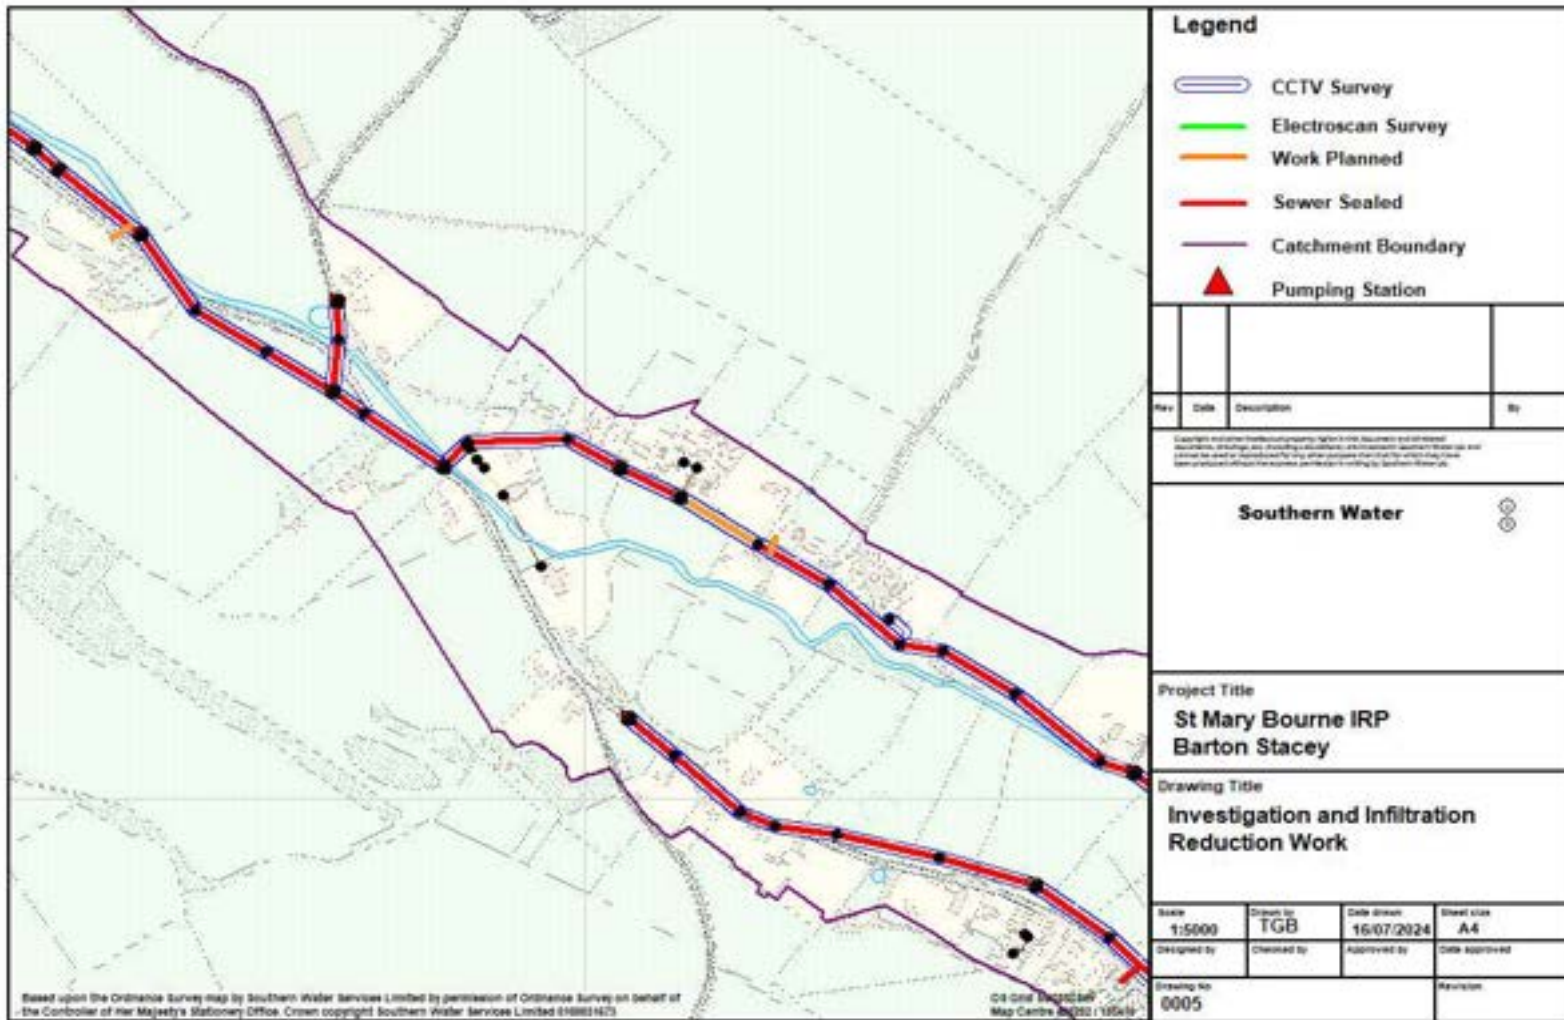 Legend
CCTV Survey
Electroscan Survey
Work Planned
Sewer Sealed
Catchment Boundary
Pumping Station
Rev Date Description By
Southern Water
Project Title
St Mary Bourne IRP
Barton Stacey
Drawing Title
Investigation and Infiltration
Reduction Work
Scale Drawn by Date drawn Sheet size
1:5000 TGB 16/07/2024 A4
Designed by Checked by Approved by Date approved
Drawing No Revision
0005
Based upon the Ordnance Survey map by Southern Water Services Limited by permission of Ordnance Survey on behalf of
the Controller of Her Majesty's Stationery Office. Crown copyright Southern Water Services Limited
OS Grid
Map Centre